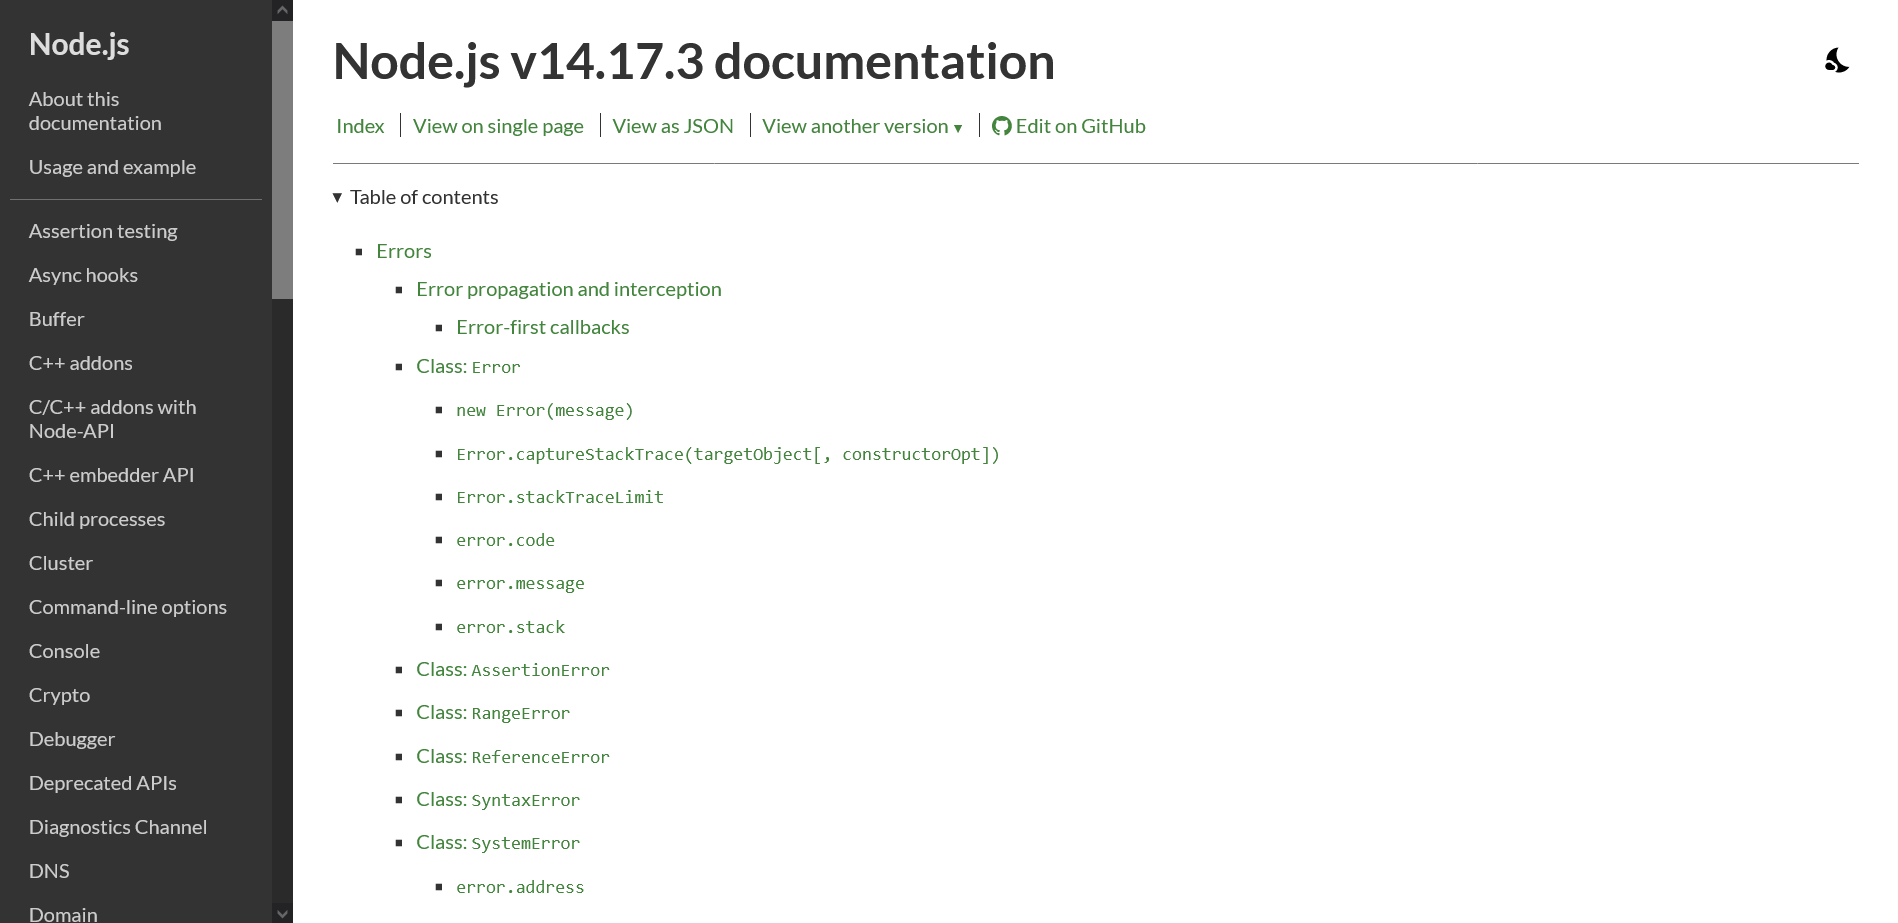 Node.js
About this
documentation
Usage and example
Assertion testing
Async hooks
Buffer
C++ addons
C/C++ addons with
Node-API
C++ embedder API
Child processes
Cluster
Command-line options
Console
Crypto
Debugger
Deprecated APIs
Diagnostics Channel
DNS
Domain
Node.js v14.17.3 documentation
Index | View on single page | View as JSON | View another version ▼ | Edit on GitHub
▼ Table of contents
Errors
Error propagation and interception
Error-first callbacks
Class: Error
new Error(message)
Error.captureStackTrace(targetObject[, constructorOpt])
Error.stackTraceLimit
error.code
error.message
error.stack
Class: AssertionError
Class: RangeError
Class: ReferenceError
Class: SyntaxError
Class: SystemError
error.address